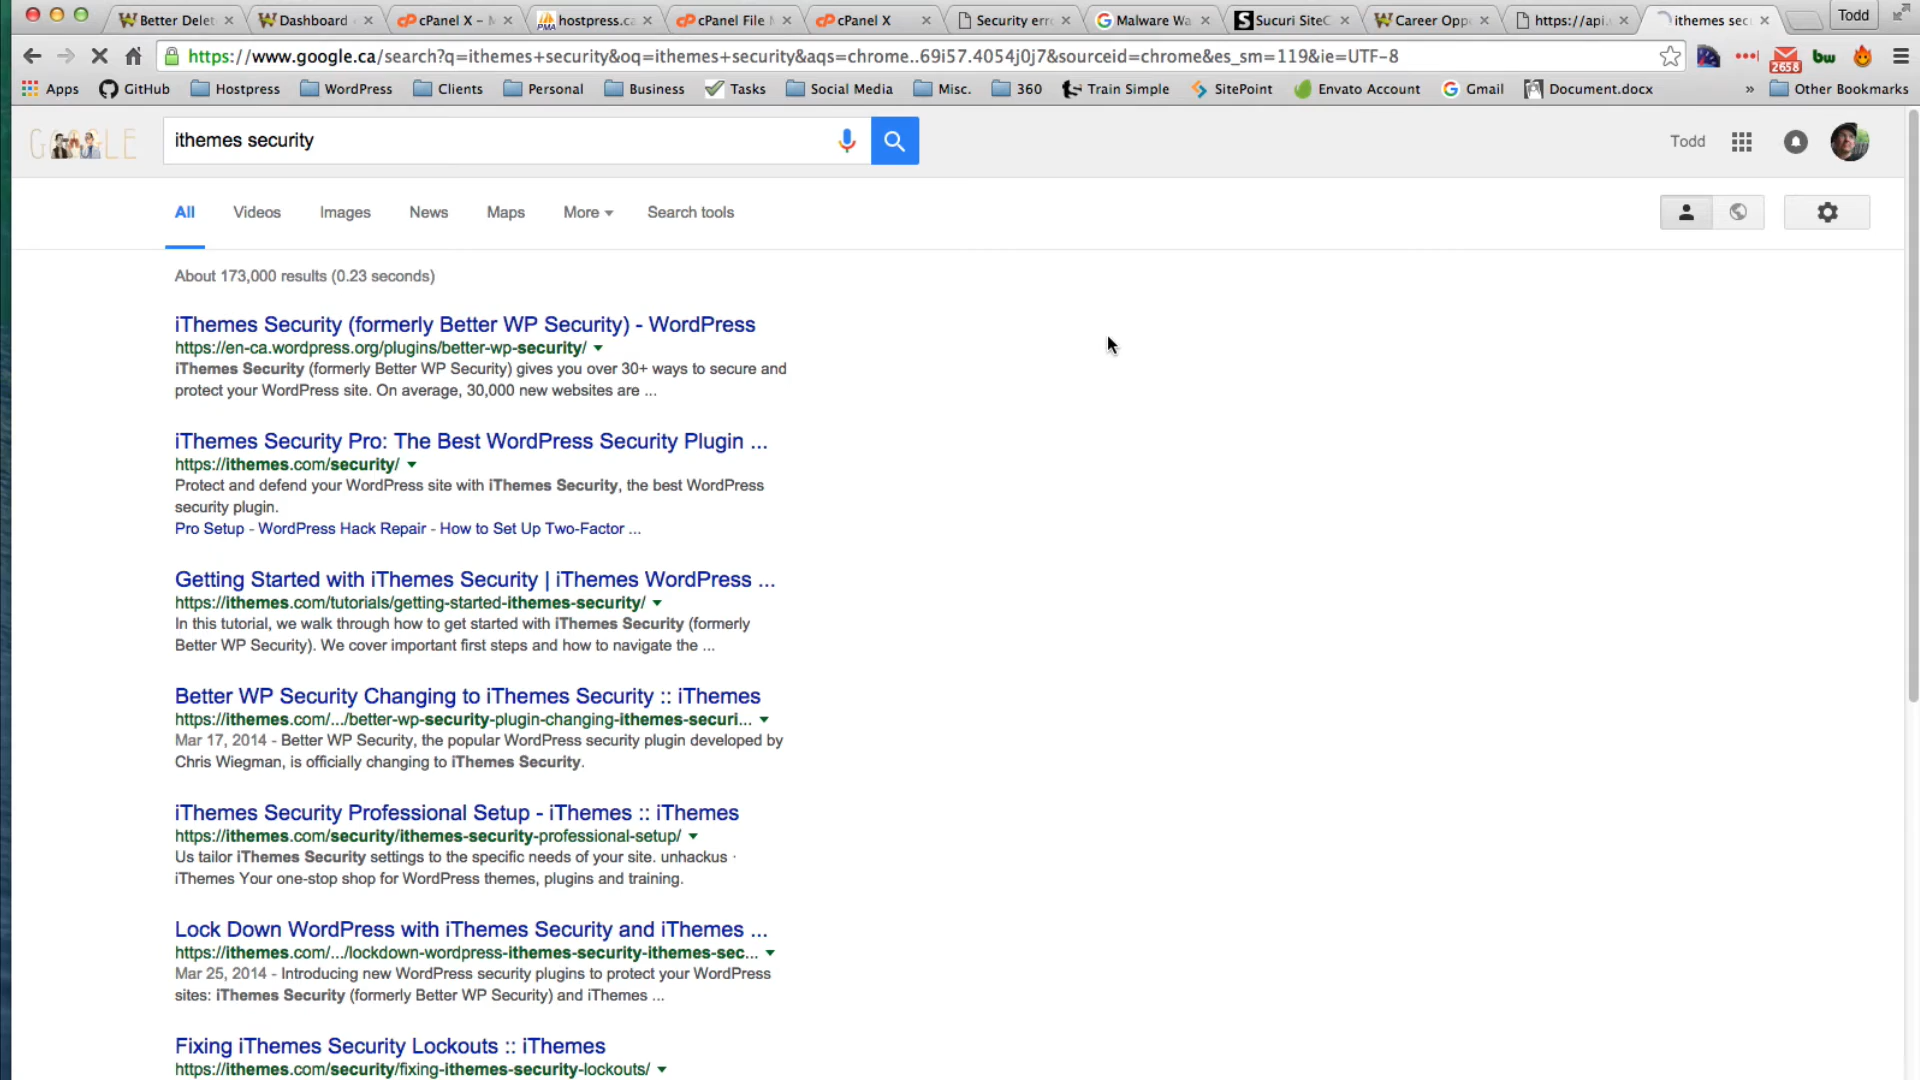 Better Delet
Dashboard
cPanel X – M
hostpress.ca
cPanel File M
cPanel X
Security erro
Malware Wa
Sucuri SiteC
Career Oppo
https://api.
ithemes sec
Todd
https://www.google.ca/search?q=ithemes+security&oq=ithemes+security&aqs=chrome..69i57.4054j0j7&sourceid=chrome&es_sm=119&ie=UTF-8
2658
bw
Apps
GitHub
Hostpress
WordPress
Clients
Personal
Business
Tasks
Social Media
Misc.
360
Train Simple
SitePoint
Envato Account
Gmail
Document.docx
»
Other Bookmarks
ithemes security
Todd
All
Videos
Images
News
Maps
More
Search tools
About 173,000 results (0.23 seconds)
iThemes Security (formerly Better WP Security) - WordPress
https://en-ca.wordpress.org/plugins/better-wp-security/
iThemes Security (formerly Better WP Security) gives you over 30+ ways to secure and
protect your WordPress site. On average, 30,000 new websites are ...
iThemes Security Pro: The Best WordPress Security Plugin ...
https://ithemes.com/security/
Protect and defend your WordPress site with iThemes Security, the best WordPress
security plugin.
Pro Setup - WordPress Hack Repair - How to Set Up Two-Factor ...
Getting Started with iThemes Security | iThemes WordPress ...
https://ithemes.com/tutorials/getting-started-ithemes-security/
In this tutorial, we walk through how to get started with iThemes Security (formerly
Better WP Security). We cover important first steps and how to navigate the ...
Better WP Security Changing to iThemes Security :: iThemes
https://ithemes.com/.../better-wp-security-plugin-changing-ithemes-securi...
Mar 17, 2014 - Better WP Security, the popular WordPress security plugin developed by
Chris Wiegman, is officially changing to iThemes Security.
iThemes Security Professional Setup - iThemes :: iThemes
https://ithemes.com/security/ithemes-security-professional-setup/
Us tailor iThemes Security settings to the specific needs of your site. unhackus ·
iThemes Your one-stop shop for WordPress themes, plugins and training.
Lock Down WordPress with iThemes Security and iThemes ...
https://ithemes.com/.../lockdown-wordpress-ithemes-security-ithemes-sec...
Mar 25, 2014 - Introducing new WordPress security plugins to protect your WordPress
sites: iThemes Security (formerly Better WP Security) and iThemes ...
Fixing iThemes Security Lockouts :: iThemes
https://ithemes.com/security/fixing-ithemes-security-lockouts/